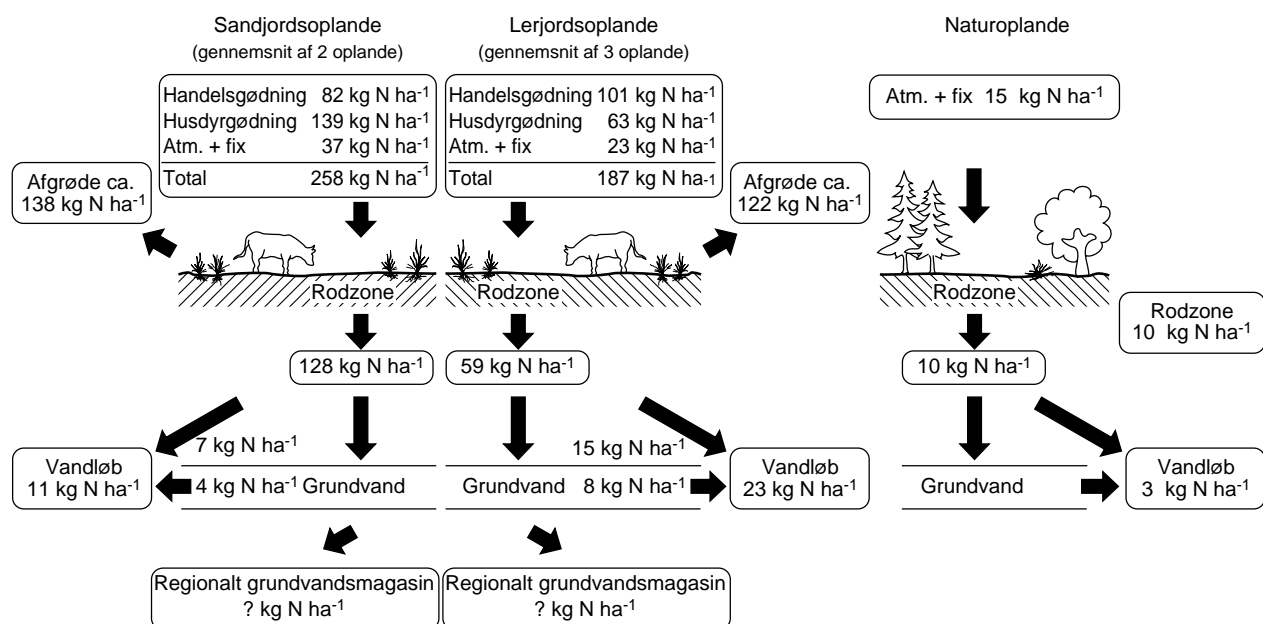 Sandjordsoplande
(gennemsnit af 2 oplande)
Handelsgødning 82 kg N ha-1
Husdyrgødning 139 kg N ha-1
Atm. + fix 37 kg N ha-1
Total 258 kg N ha-1
Afgrøde ca.
138 kg N ha-1
Rodzone
128 kg N ha-1
7 kg N ha-1
Vandløb
11 kg N ha-1
4 kg N ha-1 Grundvand
Regionalt grundvandsmagasin
? kg N ha-1
Lerjordsoplande
(gennemsnit af 3 oplande)
Handelsgødning 101 kg N ha-1
Husdyrgødning 63 kg N ha-1
Atm. + fix 23 kg N ha-1
Total 187 kg N ha-1
Afgrøde ca.
122 kg N ha-1
Rodzone
59 kg N ha-1
15 kg N ha-1
Grundvand 8 kg N ha-1
Vandløb
23 kg N ha-1
Regionalt grundvandsmagasin
? kg N ha-1
Naturoplande
Atm. + fix 15 kg N ha-1
Rodzone
Rodzone
10 kg N ha-1
10 kg N ha-1
Grundvand
Vandløb
3 kg N ha-1